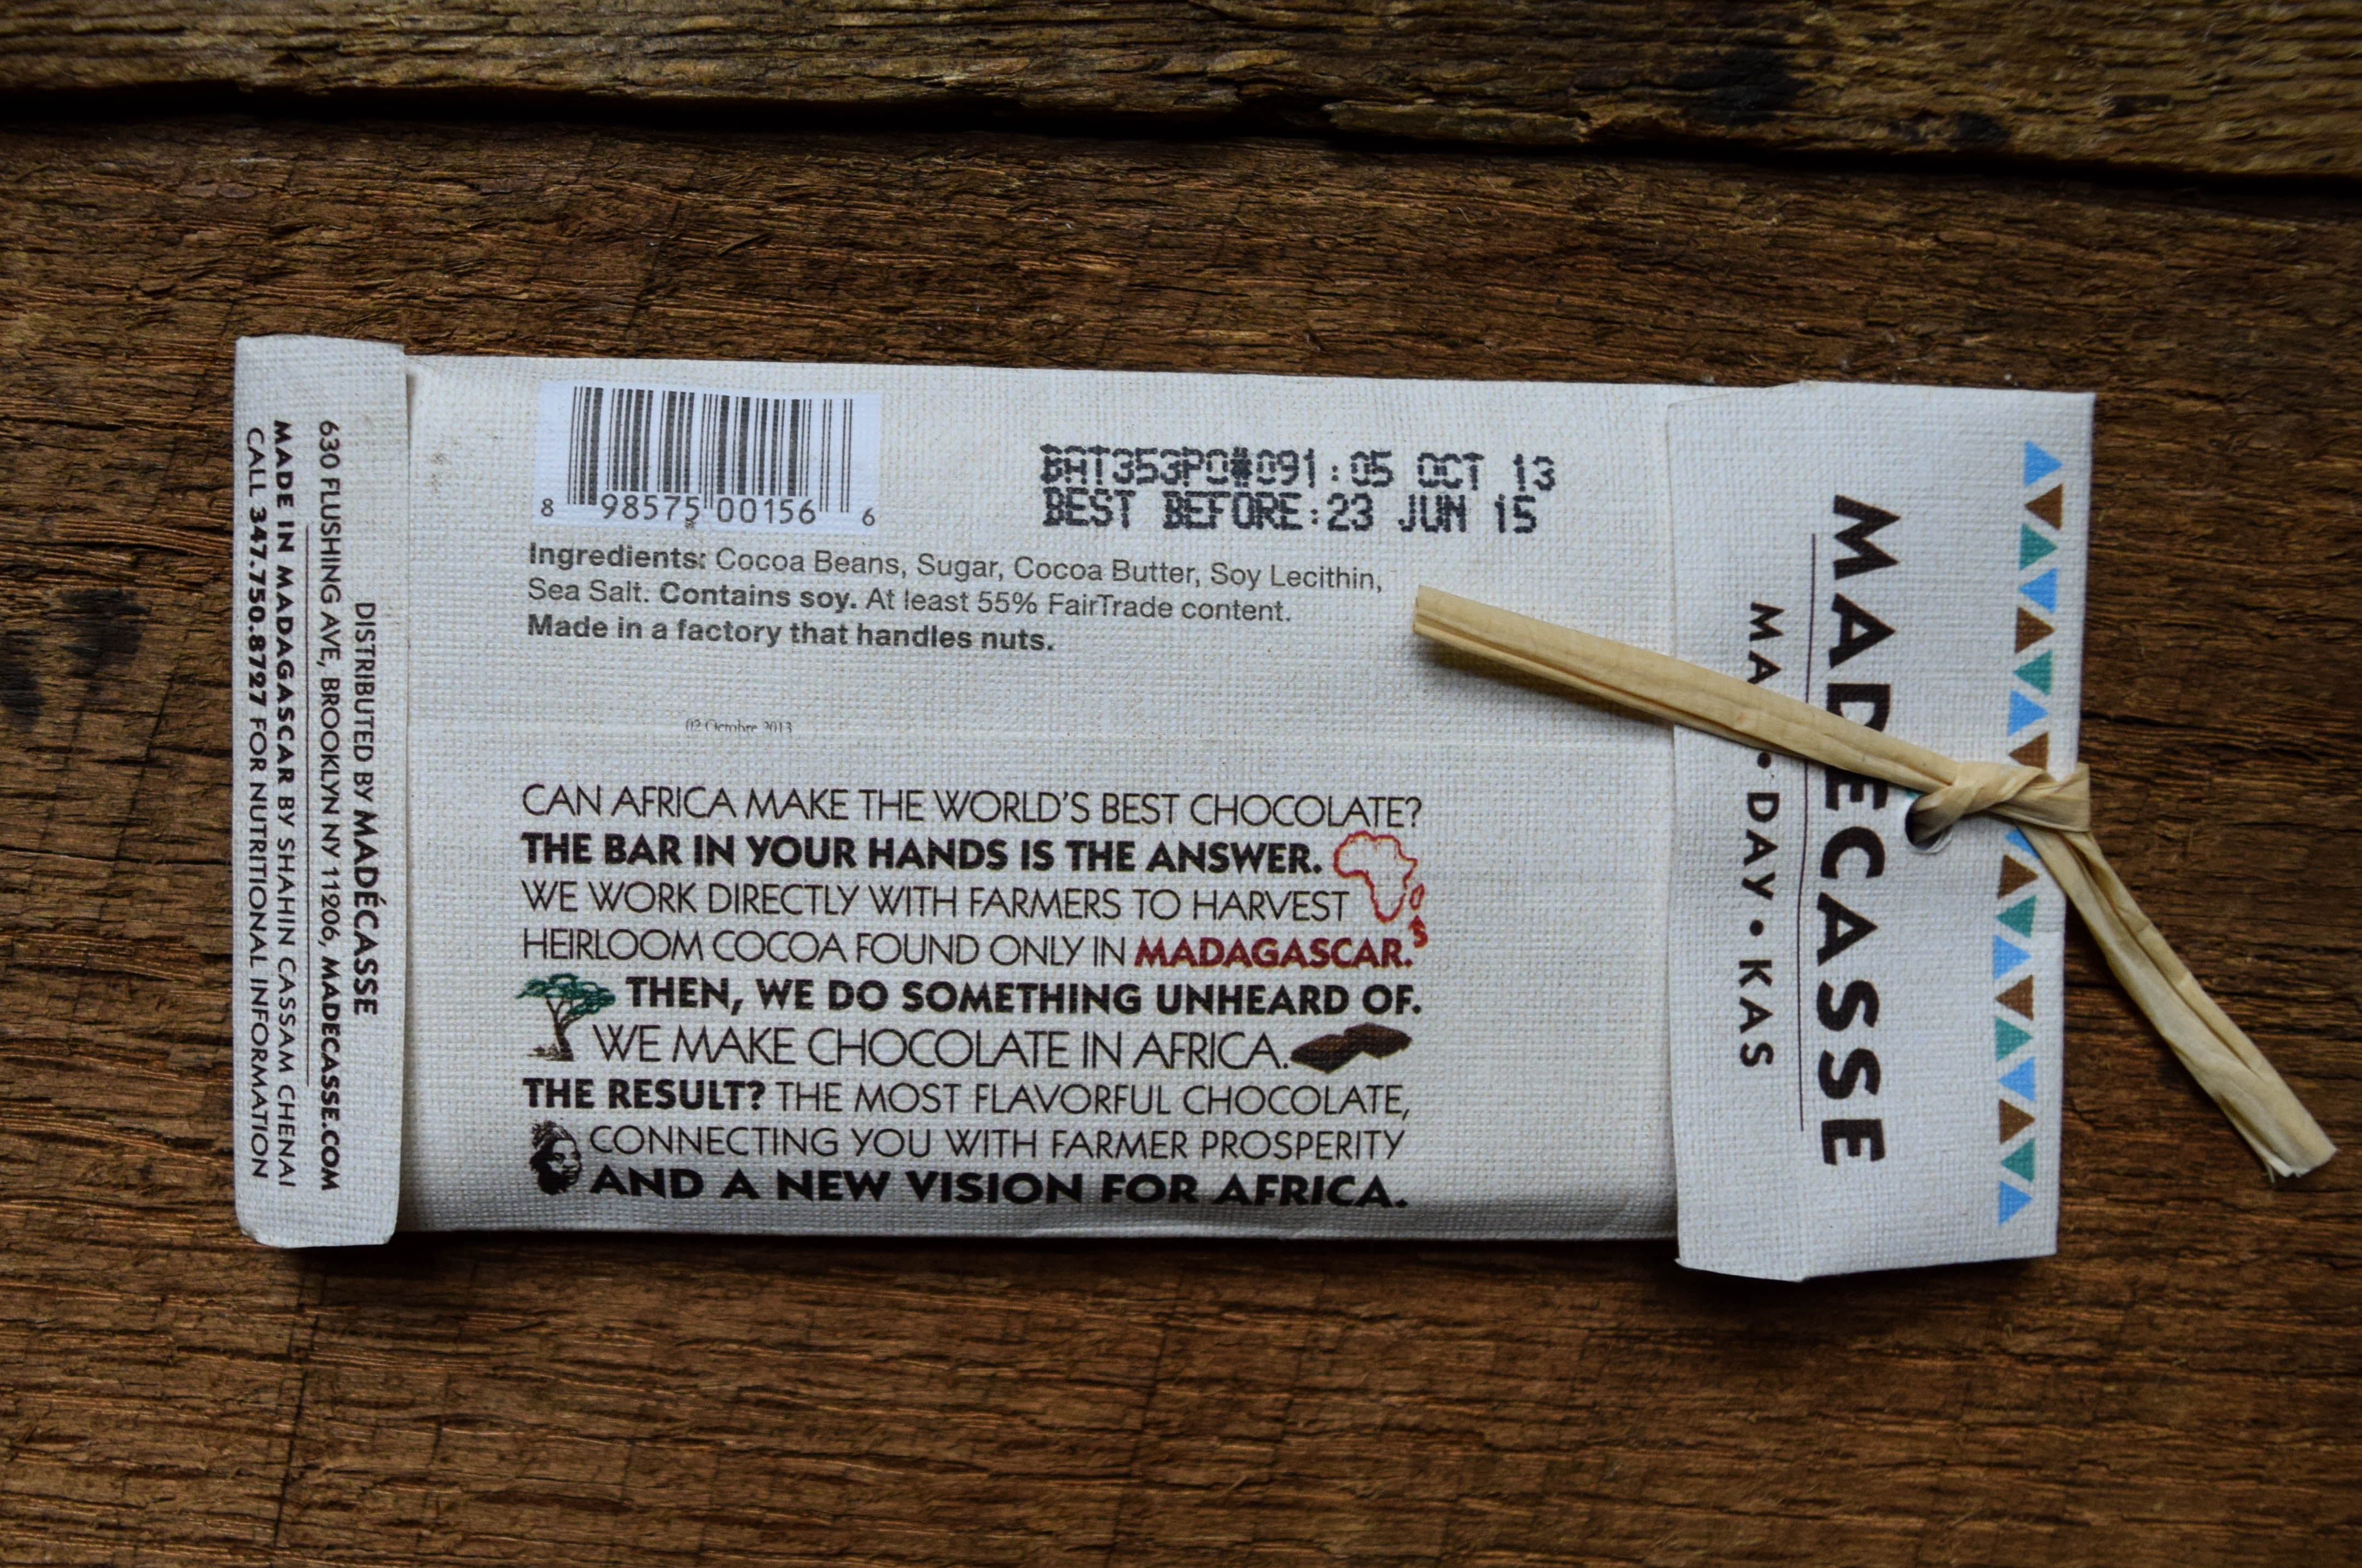 8 98575 00156 6
BAT353PO#091:05 OCT 13
BEST BEFORE:23 JUN 15
Ingredients: Cocoa Beans, Sugar, Cocoa Butter, Soy Lecithin,
Sea Salt. Contains soy. At least 55% FairTrade content.
Made in a factory that handles nuts.
02 Octobre 2013
CAN AFRICA MAKE THE WORLD'S BEST CHOCOLATE?
THE BAR IN YOUR HANDS IS THE ANSWER.
WE WORK DIRECTLY WITH FARMERS TO HARVEST
HEIRLOOM COCOA FOUND ONLY IN MADAGASCAR.
THEN, WE DO SOMETHING UNHEARD OF.
WE MAKE CHOCOLATE IN AFRICA.
THE RESULT? THE MOST FLAVORFUL CHOCOLATE,
CONNECTING YOU WITH FARMER PROSPERITY
AND A NEW VISION FOR AFRICA.
DISTRIBUTED BY MADÉCASSE
630 FLUSHING AVE, BROOKLYN NY 11206, MADECASSE.COM
MADE IN MADAGASCAR BY SHAHIN CASSAM CHENAI
CALL 347.750.8727 FOR NUTRITIONAL INFORMATION
MADECASSE
MA • DAY • KAS